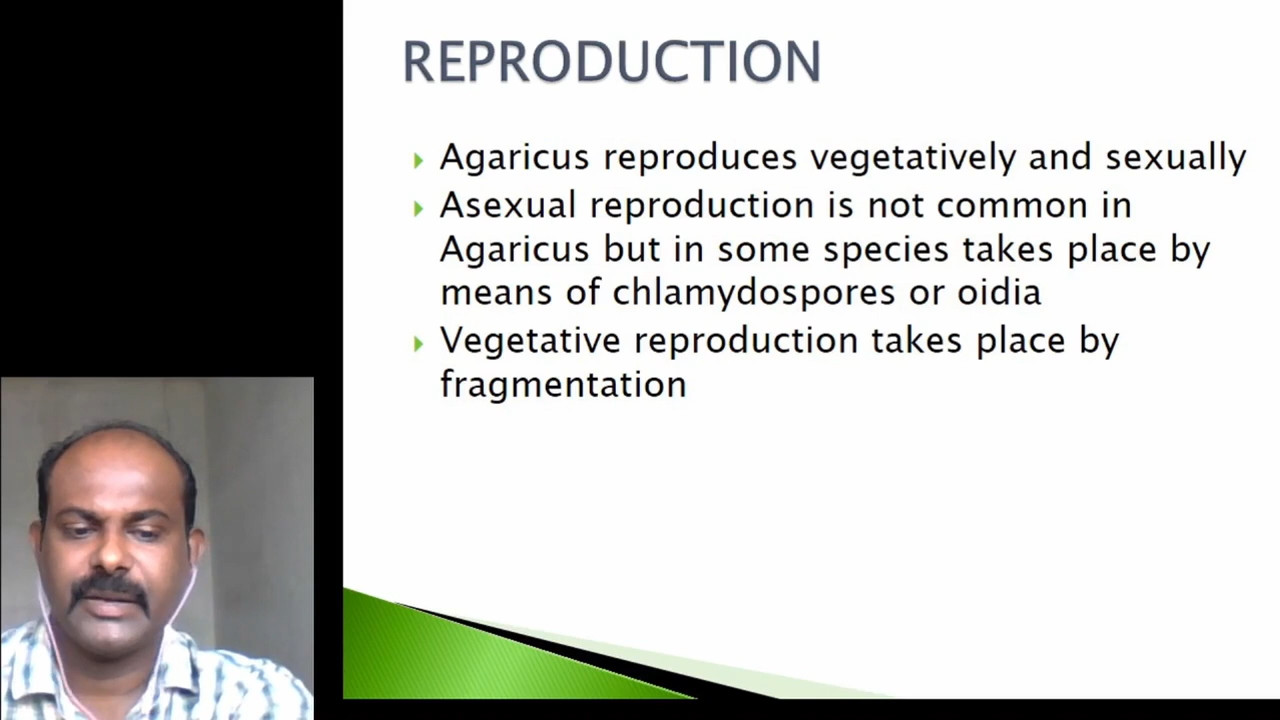 REPRODUCTION
Agaricus reproduces vegetatively and sexually
Asexual reproduction is not common in
Agaricus but in some species takes place by
means of chlamydospores or oidia
Vegetative reproduction takes place by
fragmentation